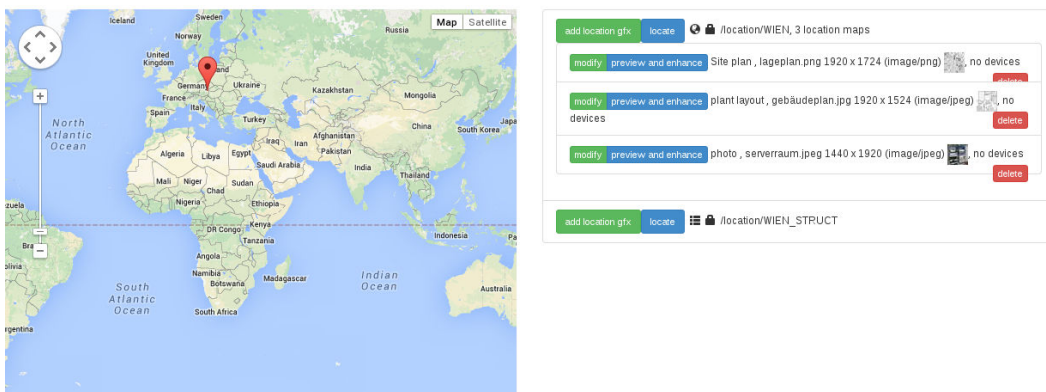 Map Satellite
Iceland
Sweden
Norway
Russia
United
Kingdom
Germany
Ukraine
France
Italy
Spain
Turkey
Kazakhstan
Mongolia
China
South Korea
North
Atlantic
Ocean
Afghanistan
Iraq
Iran
Pakistan
Algeria
Libya
Egypt
Saudi Arabia
India
Thailand
Mali
Niger
Chad
Sudan
Nigeria
Ethiopia
DR Congo
Kenya
Tanzania
Indonesia
Angola
Namibia
Botswana
Madagascar
South
Atlantic
Ocean
Indian
Ocean
Australia
South Africa
add location gfx locate /location/WIEN, 3 location maps
modify preview and enhance Site plan , lageplan.png 1920 x 1724 (image/png) , no devices
delete
modify preview and enhance plant layout , gebäudeplan.jpg 1920 x 1524 (image/jpeg) , no
devices
delete
modify preview and enhance photo , serverraum.jpeg 1440 x 1920 (image/jpeg) , no devices
delete
add location gfx locate /location/WIEN_STRUCT